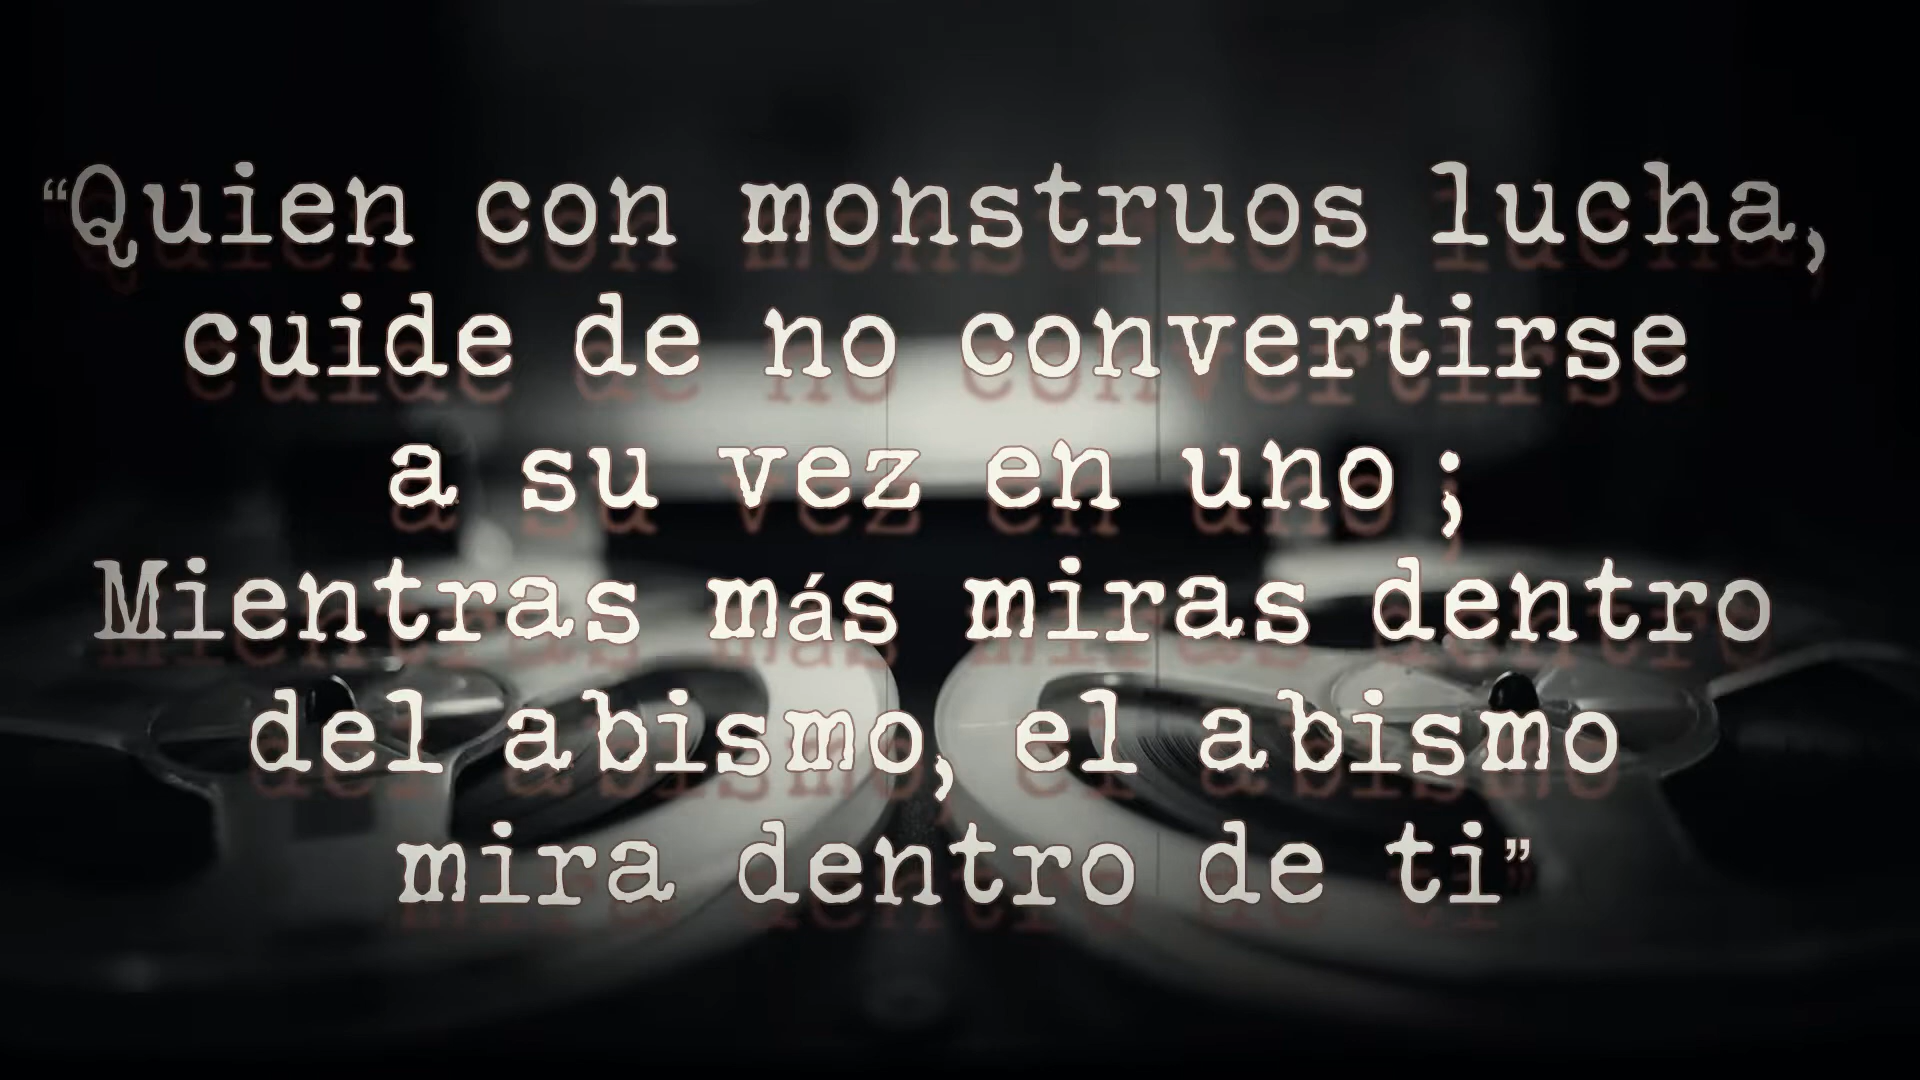 “Quien con monstruos lucha,
cuide de no convertirse
a su vez en uno ;
Mientras más miras dentro
del abismo, el abismo
mira dentro de ti”